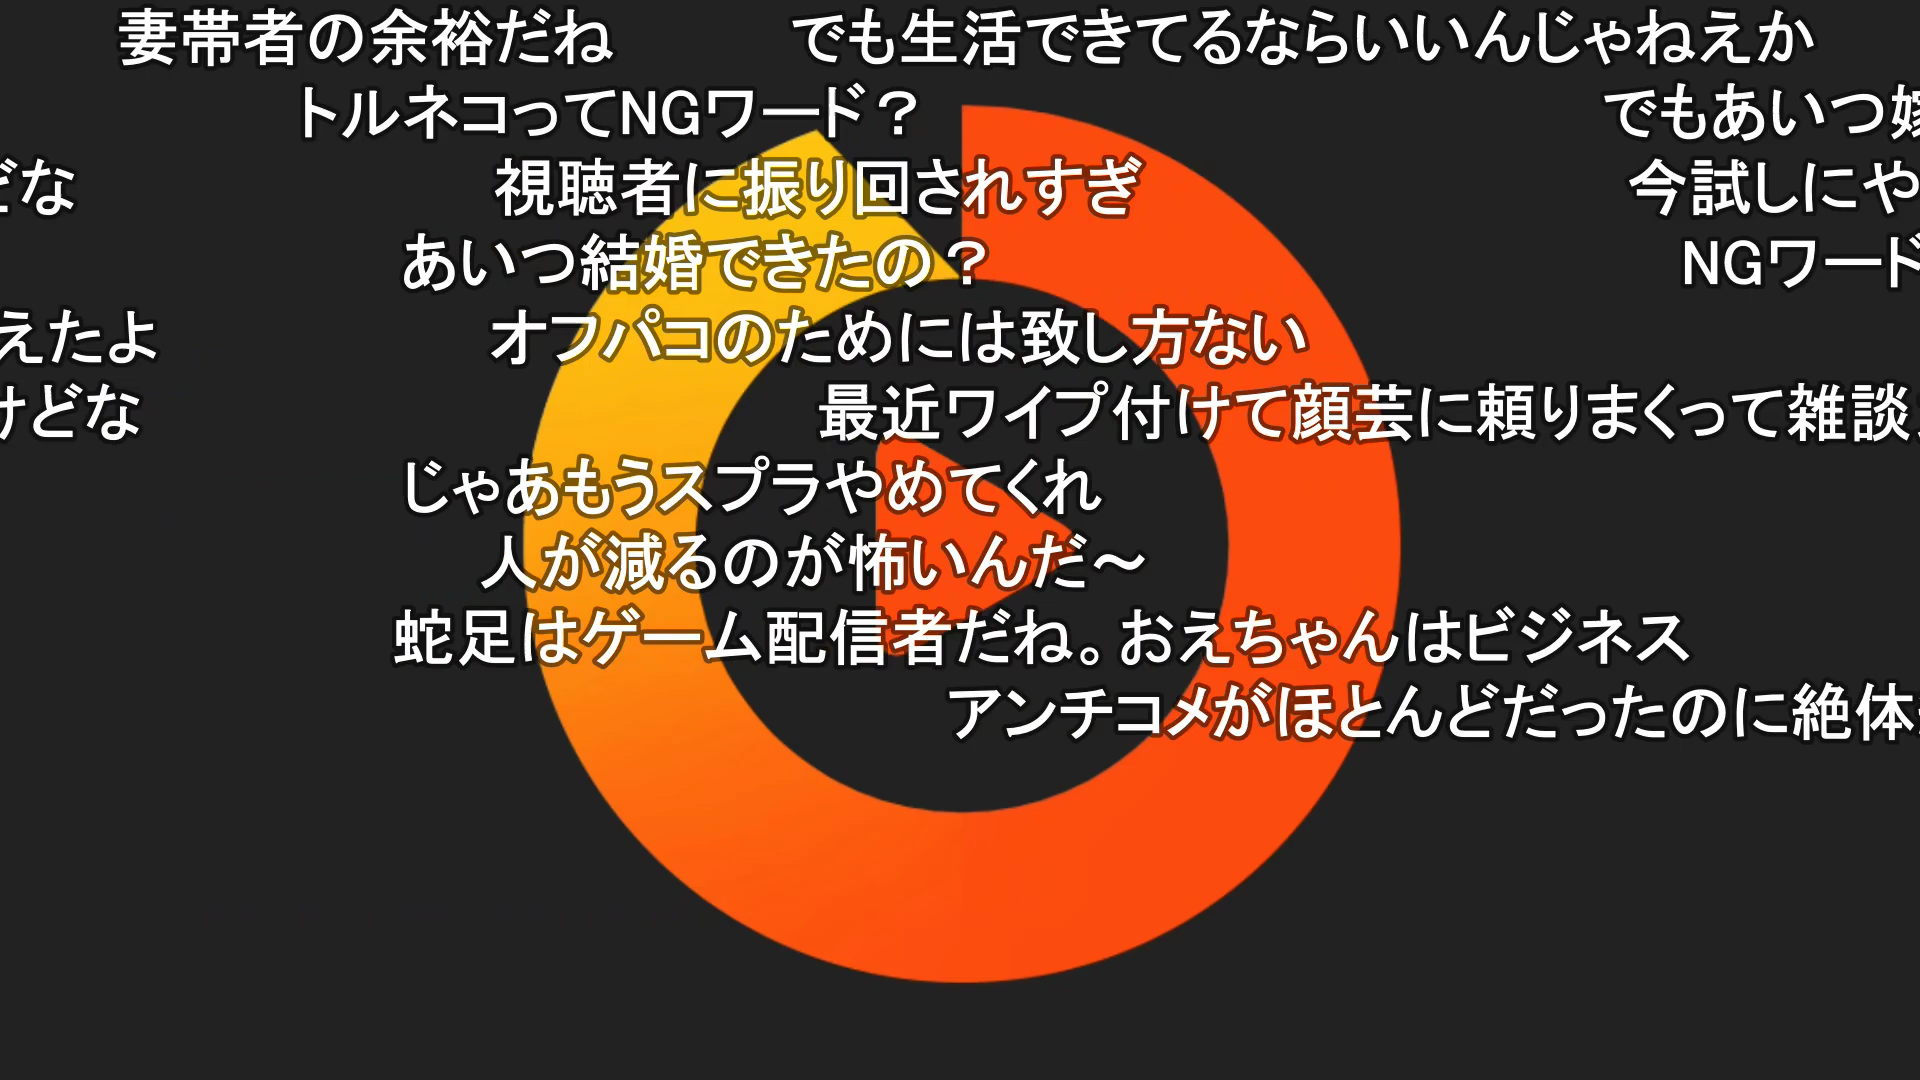 妻帯者の余裕だね
でも生活できてるならいいんじゃねえか
トルネコってNGワード？
でもあいつ嫁
どな
視聴者に振り回されすぎ
今試しにや
あいつ結婚できたの？
NGワード
えたよ
オフパコのためには致し方ない
けどな
最近ワイプ付けて顔芸に頼りまくって雑談
じゃあもうスプラやめてくれ
人が減るのが怖いんだ～
蛇足はゲーム配信者だね。おえちゃんはビジネス
アンチコメがほとんどだったのに絶体